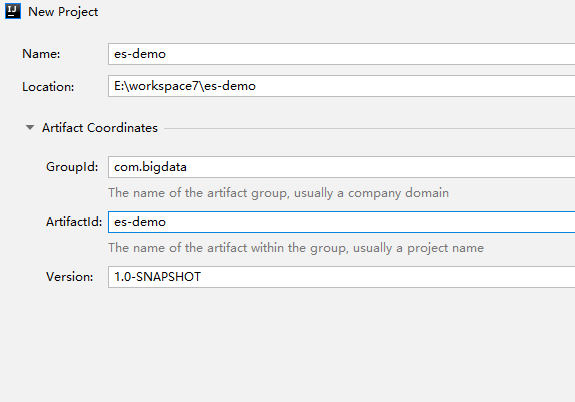 IJ New Project
Name: es-demo
Location: E:\workspace7\es-demo
Artifact Coordinates
GroupId: com.bigdata
The name of the artifact group, usually a company domain
ArtifactId: es-demo
The name of the artifact within the group, usually a project name
Version: 1.0-SNAPSHOT